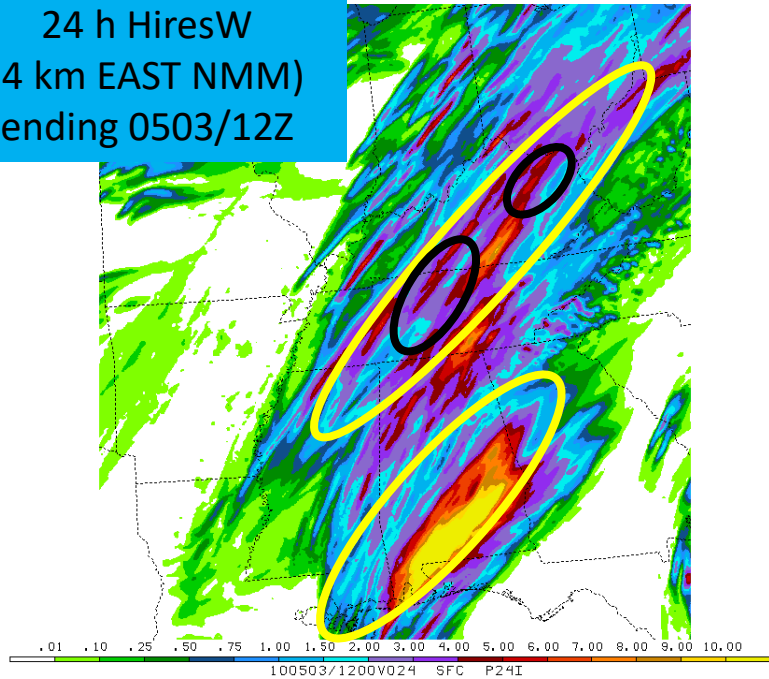 24 h HiresW
4 km EAST NMM)
ending 0503/12Z
.01 .10 .25 .50 .75 1.00 1.50 2.00 3.00 4.00 5.00 6.00 7.00 8.00 9.00 10.00
100503/1200V024 SFC P24I